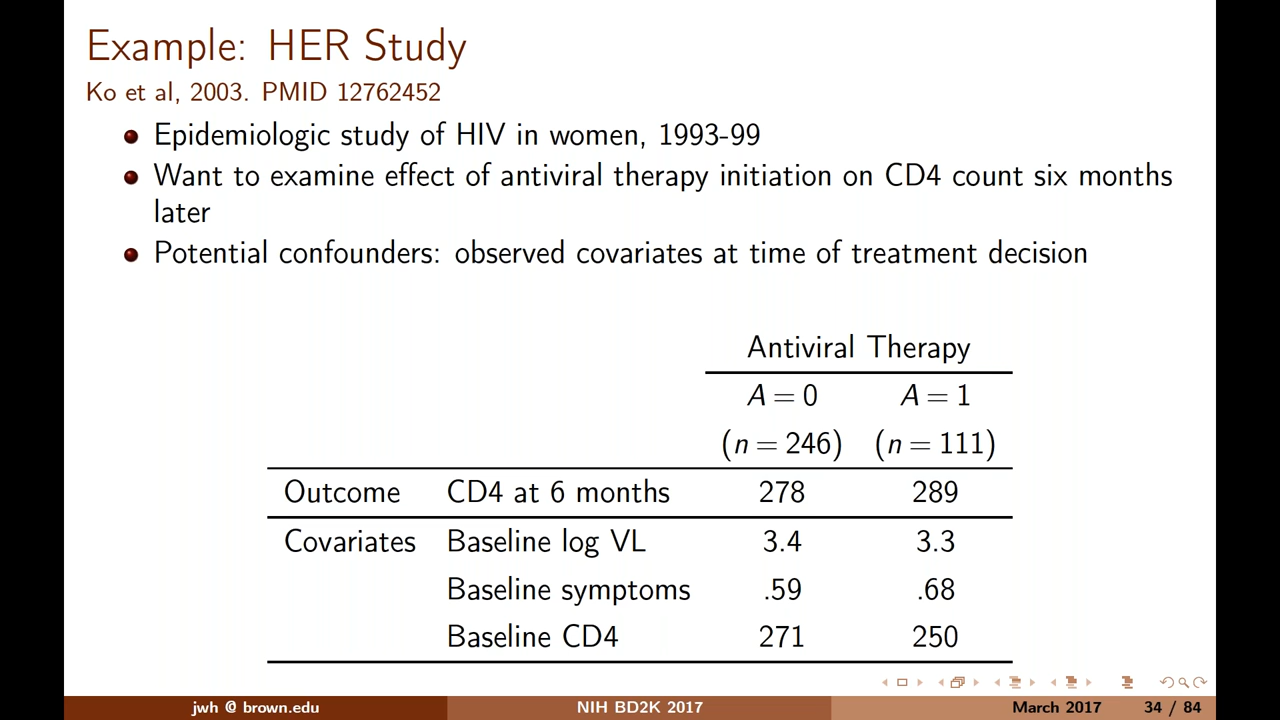 Example: HER Study
Ko et al, 2003. PMID 12762452
Epidemiologic study of HIV in women, 1993-99
Want to examine effect of antiviral therapy initiation on CD4 count six months
later
Potential confounders: observed covariates at time of treatment decision
Antiviral Therapy
A = 0 A = 1
(n = 246) (n = 111)
Outcome CD4 at 6 months 278 289
Covariates Baseline log VL 3.4 3.3
Baseline symptoms .59 .68
Baseline CD4 271 250
jwh @ brown.edu NIH BD2K 2017 March 2017 34 / 84